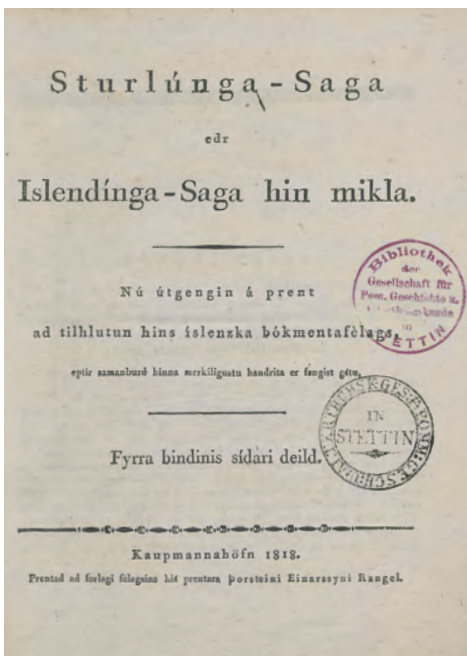 Sturlúnga-Saga
edr
Islendínga-Saga hin mikla.
Nú útgengin á prent
ad tilhlutun hins íslenzka bókmentafèlags,
eptir samanburd hinna merkiligustu handrita er fengist gátu.
Fyrra bindinis sídari deild.
Kaupmannahöfn 1818.
Prentad ad forlagi fèlagsins hiá prentara Þorsteini Einarssyni Rangel.
Bibliothek
der
Gesellschaft für
Pom. Geschichte u.
Alterthumskunde
in
STETTIN
IN
STETTIN